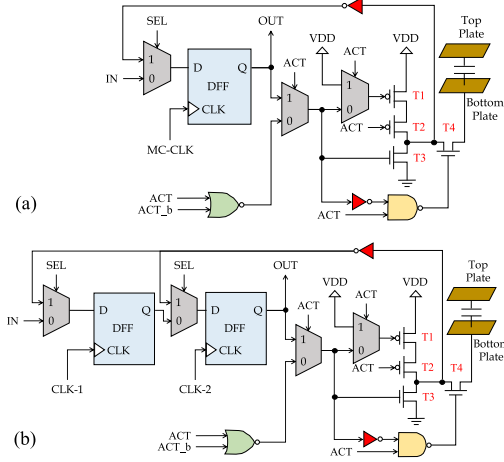 SEL
OUT
Top
Plate
VDD
ACT
VDD
1
0
IN
D
Q
DFF
CLK
ACT
1
0
1
0
T1
Bottom
Plate
ACT
T2
T4
T3
MC-CLK
(a)
ACT
ACT_b
ACT
SEL
SEL
OUT
Top
Plate
VDD
ACT
VDD
1
0
IN
D
Q
DFF
CLK
1
0
D
Q
DFF
CLK
ACT
1
0
1
0
T1
Bottom
Plate
ACT
T2
T4
T3
CLK-1
CLK-2
(b)
ACT
ACT_b
ACT